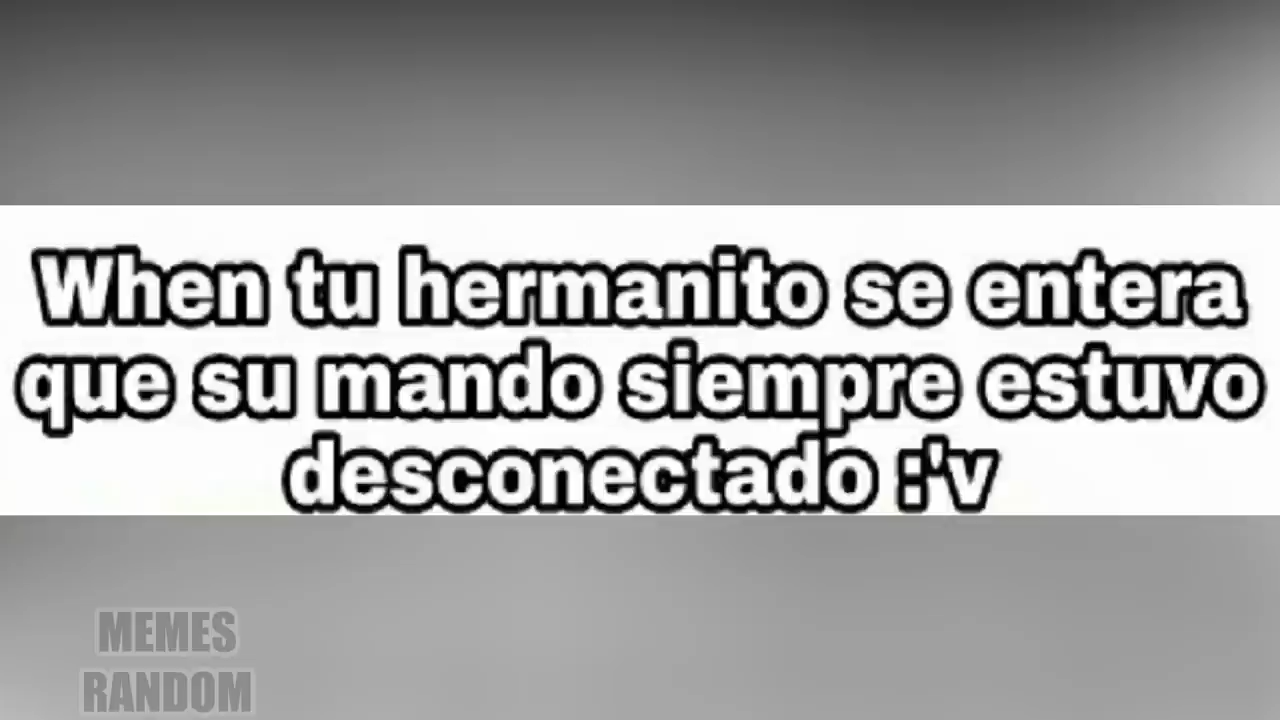 When tu hermanito se entera
que su mando siempre estuvo
desconectado :'v
MEMES
RANDOM